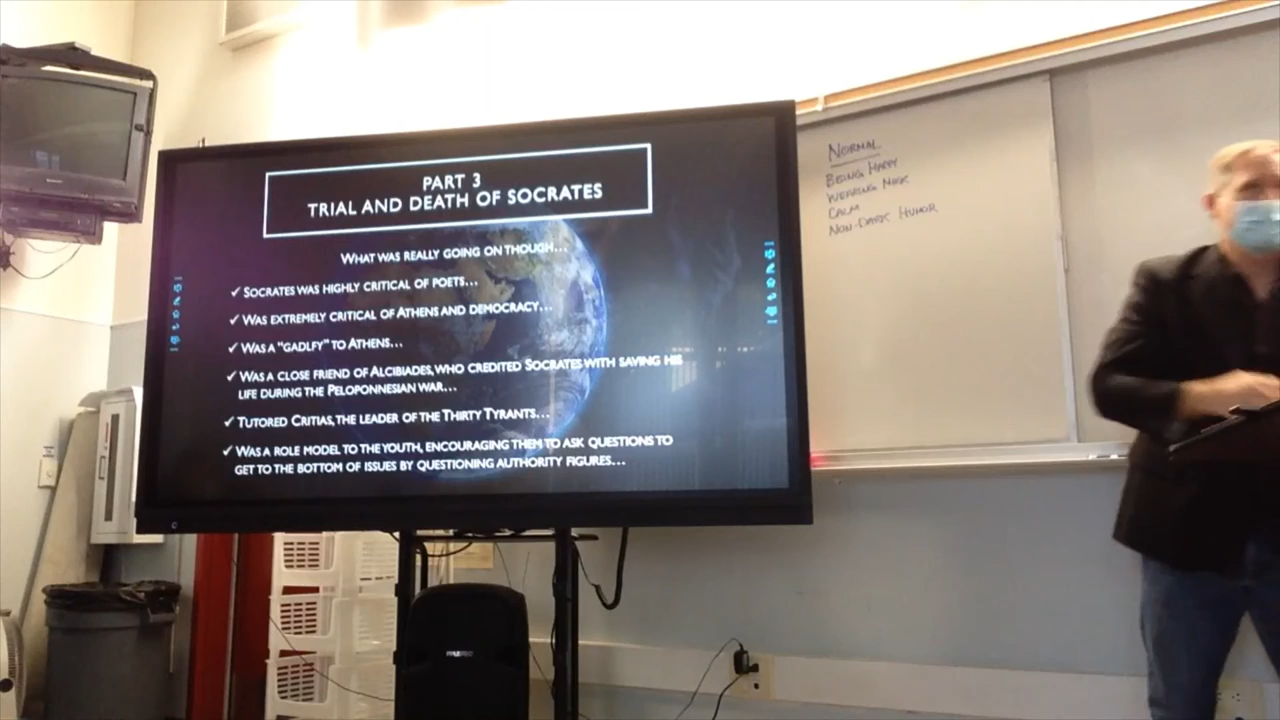 PART 3
TRIAL AND DEATH OF SOCRATES
WHAT WAS REALLY GOING ON THOUGH...
✓ SOCRATES WAS HIGHLY CRITICAL OF POETS...
✓ WAS EXTREMELY CRITICAL OF ATHENS AND DEMOCRACY...
✓ WAS A "GADLFY" TO ATHENS...
✓ WAS A CLOSE FRIEND OF ALCIBIADES, WHO CREDITED SOCRATES WITH SAVING HIS
LIFE DURING THE PELOPONNESIAN WAR...
✓ TUTORED CRITIAS, THE LEADER OF THE THIRTY TYRANTS...
✓ WAS A ROLE MODEL TO THE YOUTH, ENCOURAGING THEM TO ASK QUESTIONS TO
GET TO THE BOTTOM OF ISSUES BY QUESTIONING AUTHORITY FIGURES...
NORMAL
BEING HAPPY
WEARING MASK
CALM
NON-DARK HUMOR